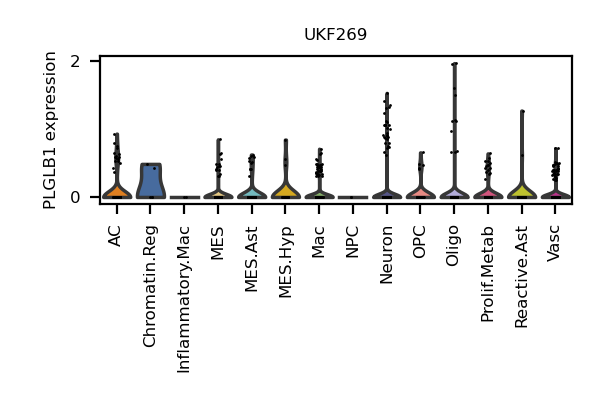 UKF269
PLGLB1 expression
2
0
AC
Chromatin.Reg
Inflammatory.Mac
MES
MES.Ast
MES.Hyp
Mac
NPC
Neuron
OPC
Oligo
Prolif.Metab
Reactive.Ast
Vasc